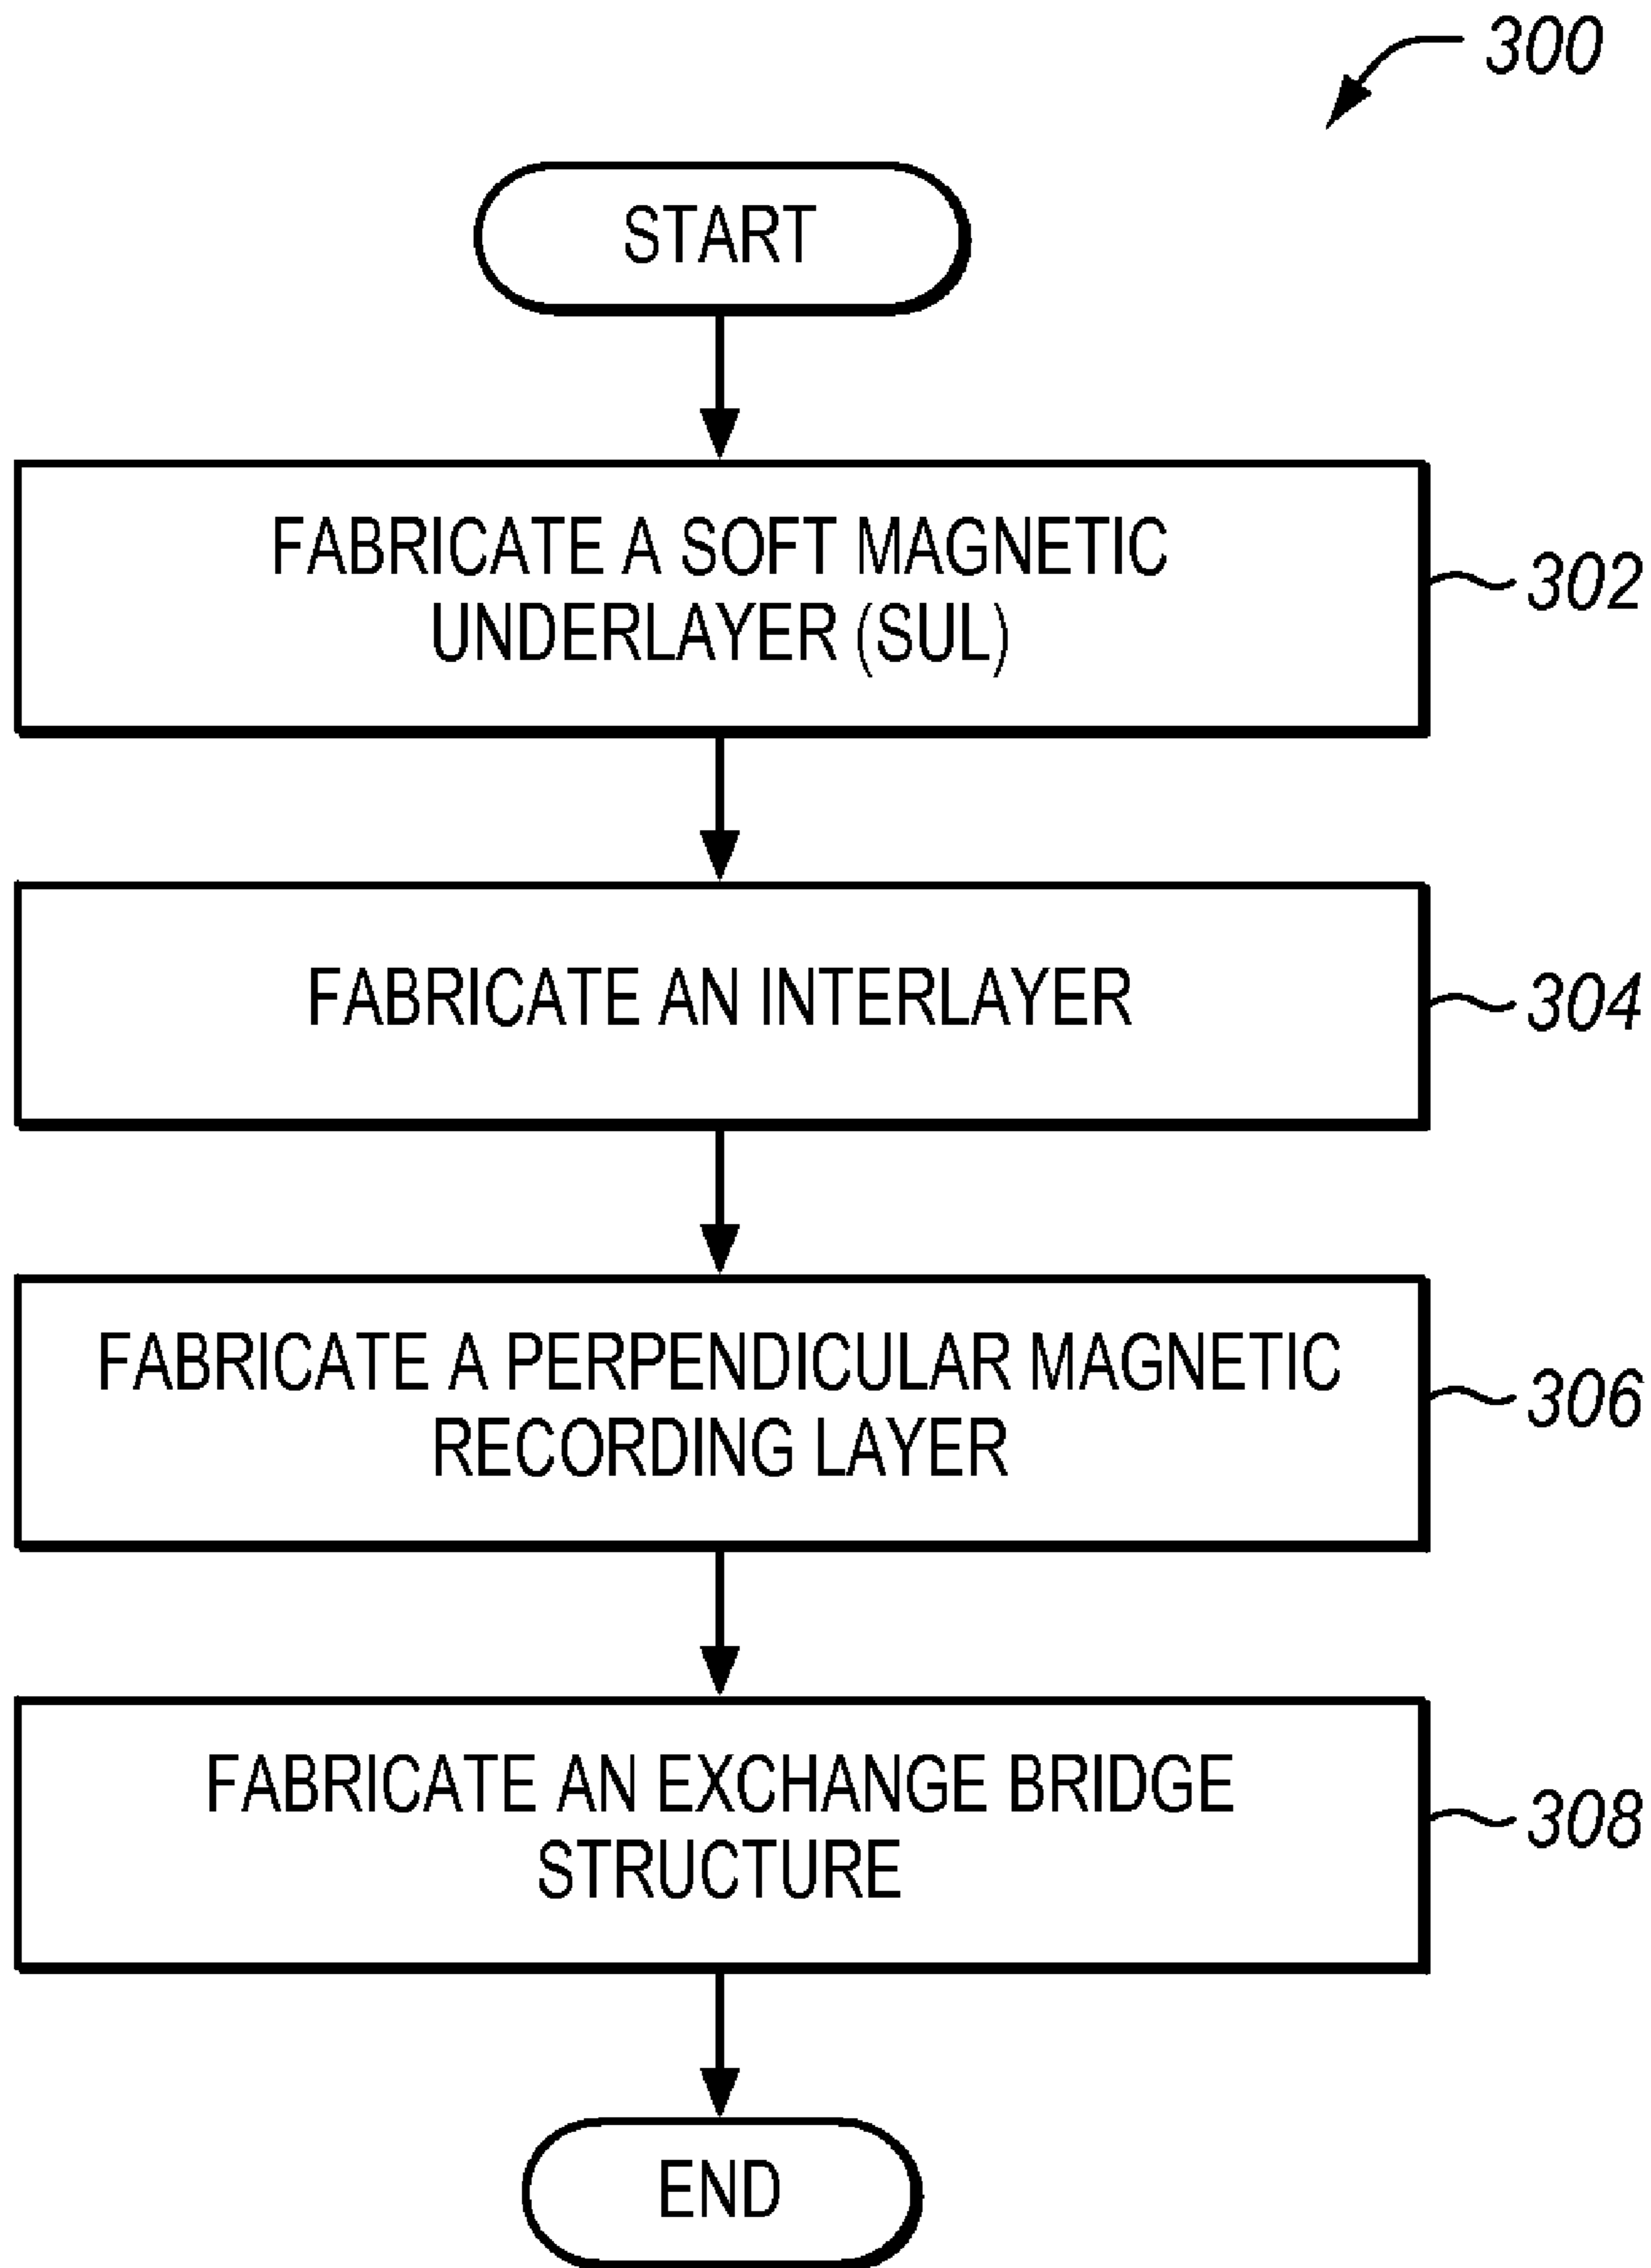 300
START
FABRICATE A SOFT MAGNETIC
UNDERLAYER (SUL)
302
FABRICATE AN INTERLAYER
304
FABRICATE A PERPENDICULAR MAGNETIC
RECORDING LAYER
306
FABRICATE AN EXCHANGE BRIDGE
STRUCTURE
308
END